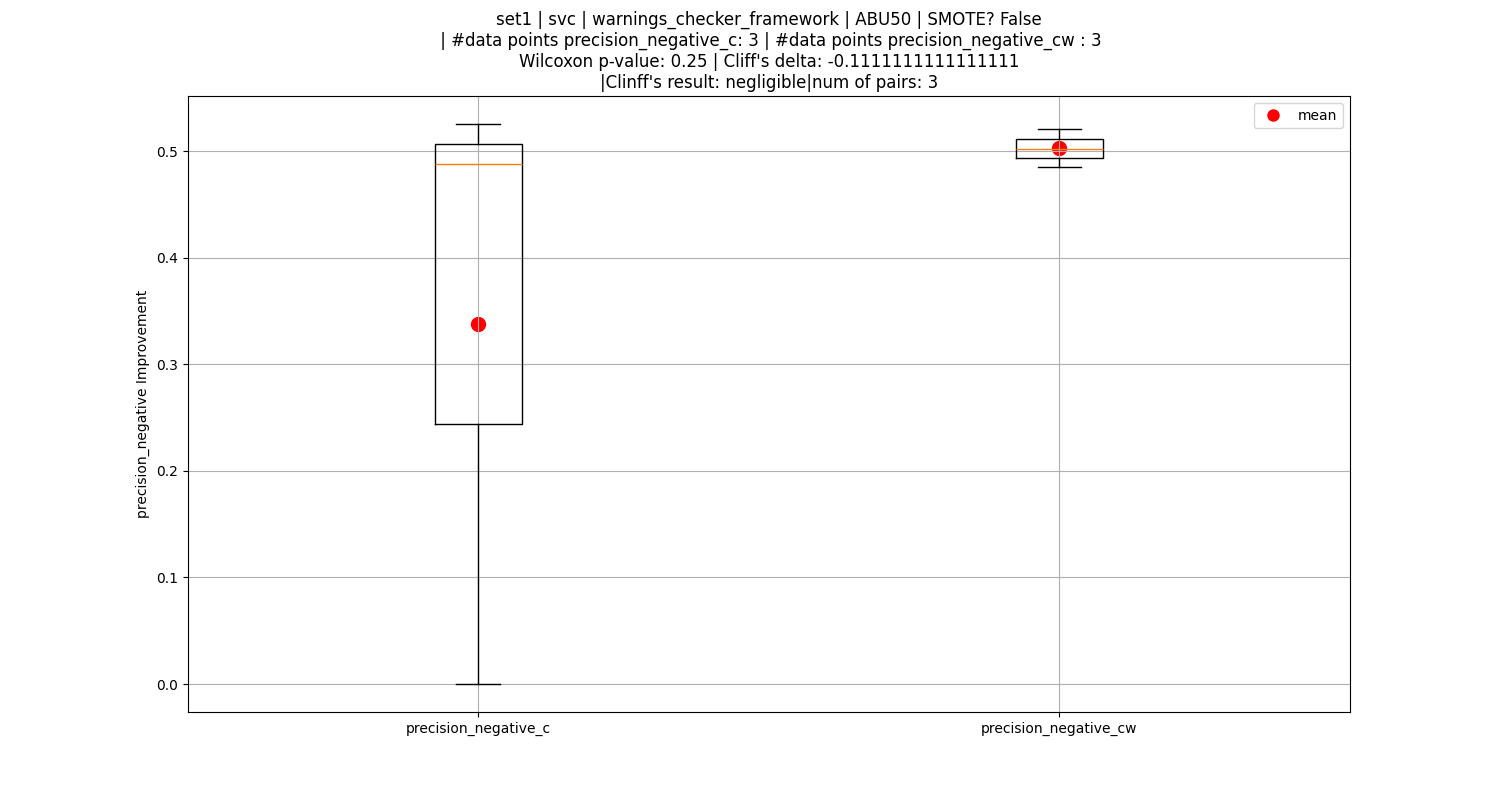 set1 | svc | warnings_checker_framework | ABU50 | SMOTE? False
| #data points precision_negative_c: 3 | #data points precision_negative_cw : 3
Wilcoxon p-value: 0.25 | Cliff's delta: -0.1111111111111111
|Clinff's result: negligible|num of pairs: 3
mean
0.5
0.4
0.3
0.2
0.1
0.0
precision_negative Improvement
precision_negative_c
precision_negative_cw